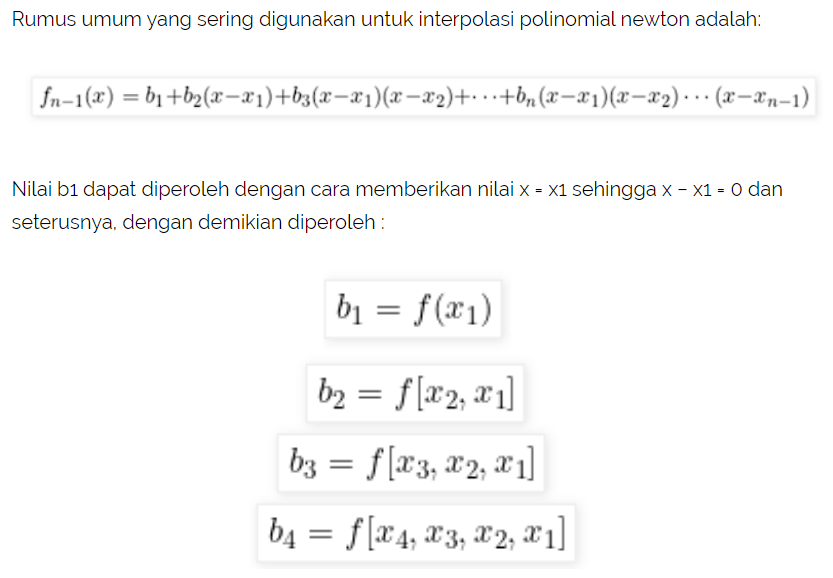 Rumus umum yang sering digunakan untuk interpolasi polinomial newton adalah:
fₙ₋₁(x) = b₁+b₂(x−x₁)+b₃(x−x₁)(x−x₂)+···+bₙ(x−x₁)(x−x₂)···(x−xₙ₋₁)
Nilai b1 dapat diperoleh dengan cara memberikan nilai x = x1 sehingga x – x1 = 0 dan
seterusnya, dengan demikian diperoleh :
b₁ = f(x₁)
b₂ = f[x₂, x₁]
b₃ = f[x₃, x₂, x₁]
b₄ = f[x₄, x₃, x₂, x₁]